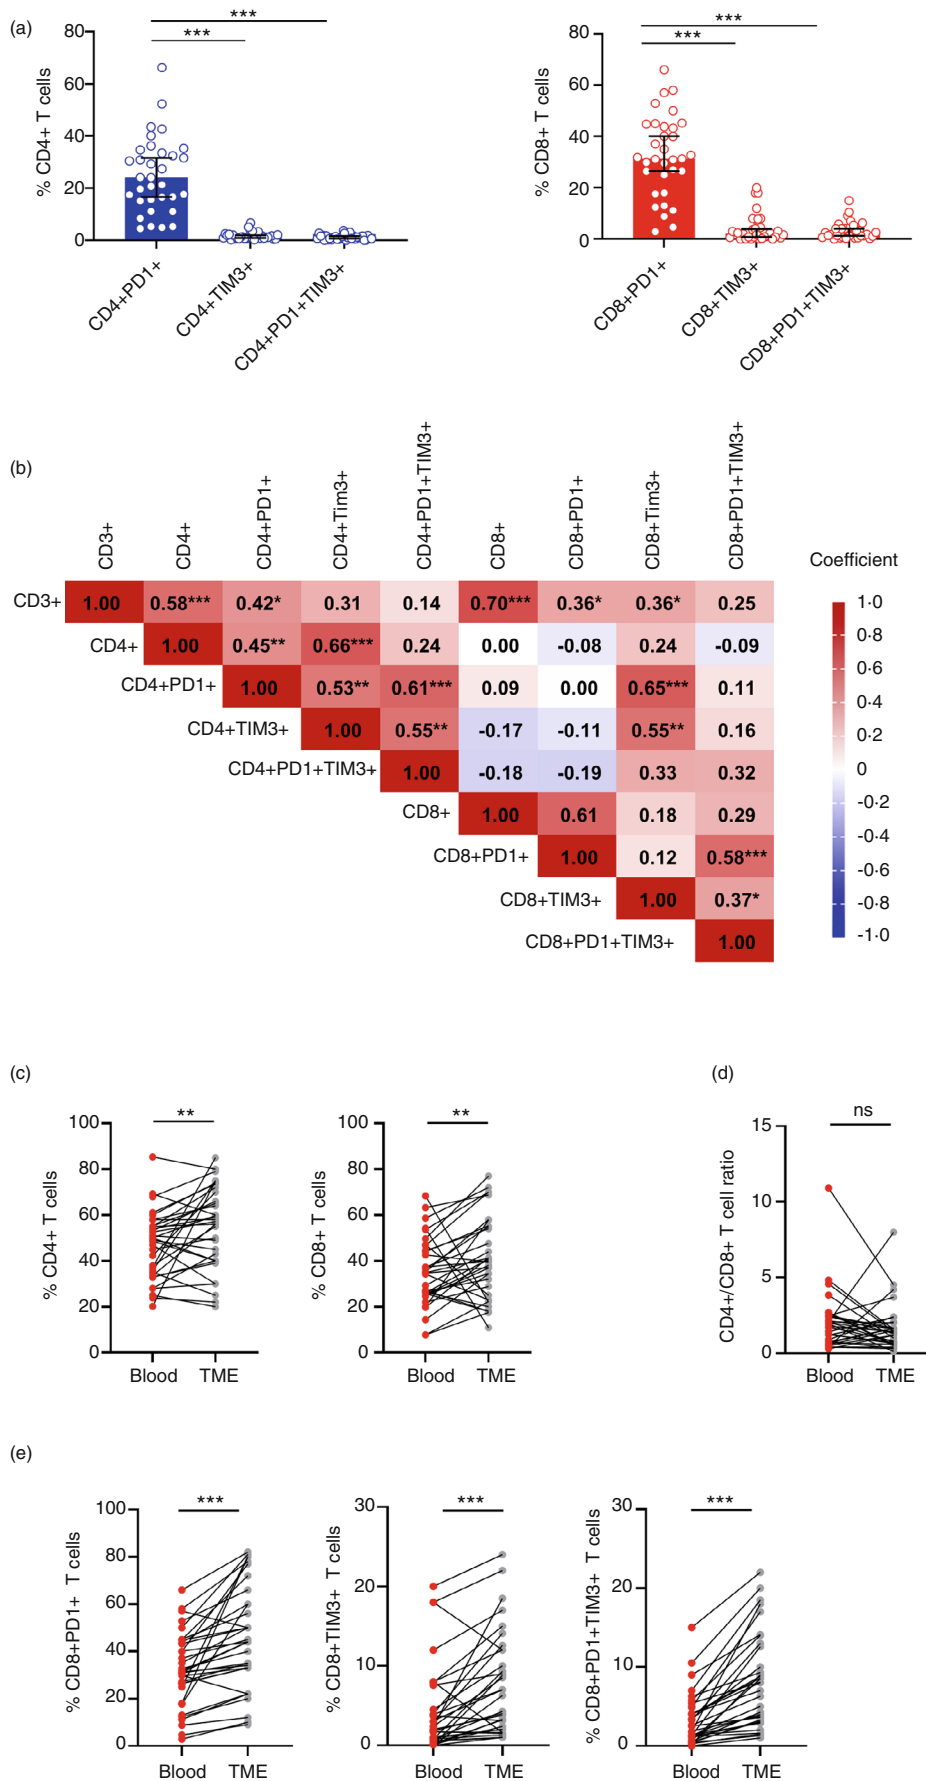 (a)
***
***
80
60
40
20
0
% CD4+ T cells
CD4+PD1+
CD4+TIM3+
CD4+PD1+TIM3+
***
***
80
60
40
20
0
% CD8+ T cells
CD8+PD1+
CD8+TIM3+
CD8+PD1+TIM3+
(b)
CD3+ CD4+ CD4+PD1+ CD4+Tim3+ CD4+PD1+TIM3+ CD8+ CD8+PD1+ CD8+Tim3+ CD8+PD1+TIM3+
CD3+ 1.00 0.58*** 0.42* 0.31 0.14 0.70*** 0.36* 0.36* 0.25
CD4+ 1.00 0.45** 0.66*** 0.24 0.00 -0.08 0.24 -0.09
CD4+PD1+ 1.00 0.53** 0.61*** 0.09 0.00 0.65*** 0.11
CD4+TIM3+ 1.00 0.55** -0.17 -0.11 0.55** 0.16
CD4+PD1+TIM3+ 1.00 -0.18 -0.19 0.33 0.32
CD8+ 1.00 0.61 0.18 0.29
CD8+PD1+ 1.00 0.12 0.58***
CD8+TIM3+ 1.00 0.37*
CD8+PD1+TIM3+ 1.00
Coefficient
1·0
0·8
0·6
0·4
0·2
0
-0·2
-0·4
-0·6
-0·8
-1·0
(c)
**
100
80
60
40
20
0
% CD4+ T cells
Blood TME
**
100
80
60
40
20
0
% CD8+ T cells
Blood TME
(d)
ns
15
10
5
0
CD4+/CD8+ T cell ratio
Blood TME
(e)
***
100
80
60
40
20
0
% CD8+PD1+ T cells
Blood TME
***
30
20
10
0
% CD8+TIM3+ T cells
Blood TME
***
30
20
10
0
% CD8+PD1+TIM3+ T cells
Blood TME